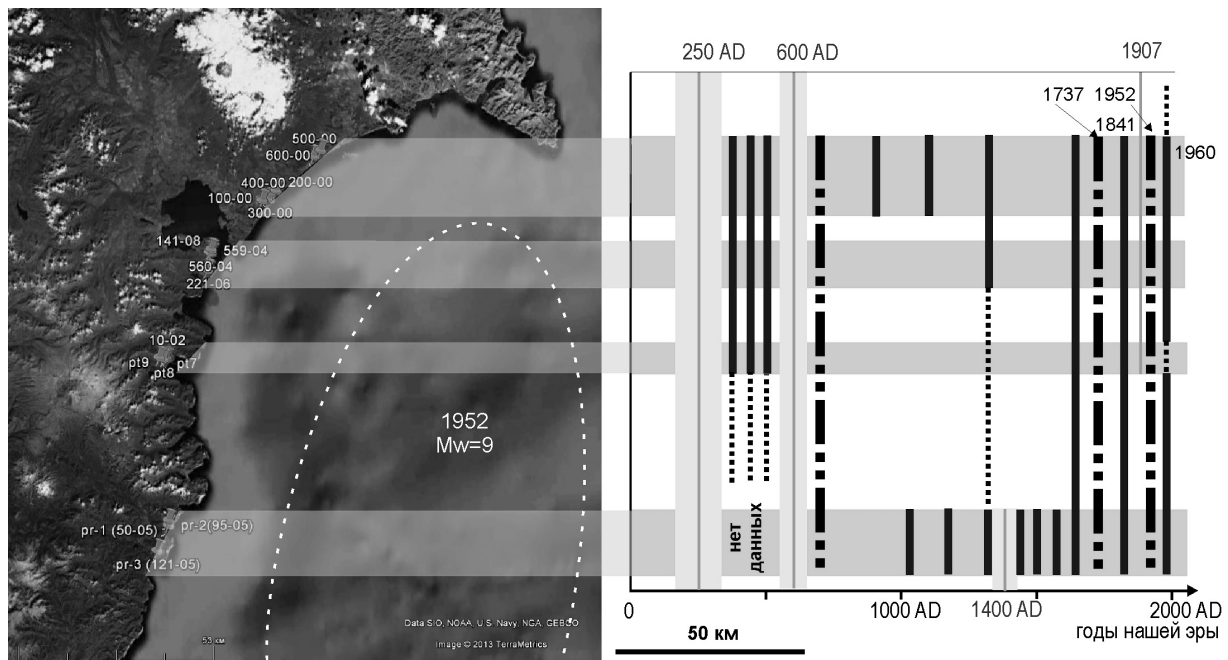 500-00
600-00
400-00 200-00
100-00
300-00
141-08
559-04
560-04
221-06
10-02
pt9 pt7
pt8
1952
Mw=9
pr-1 (50-05) pr-2(95-05)
pr-3 (121-05)
Data SIO, NOAA, U.S. Navy, NGA, GEBCO
Image © 2013 TerraMetrics
53 км
250 AD 600 AD 1907
1737 1952
1841
1960
нет
данных
0 1000 AD 1400 AD 2000 AD
годы нашей эры
50 км